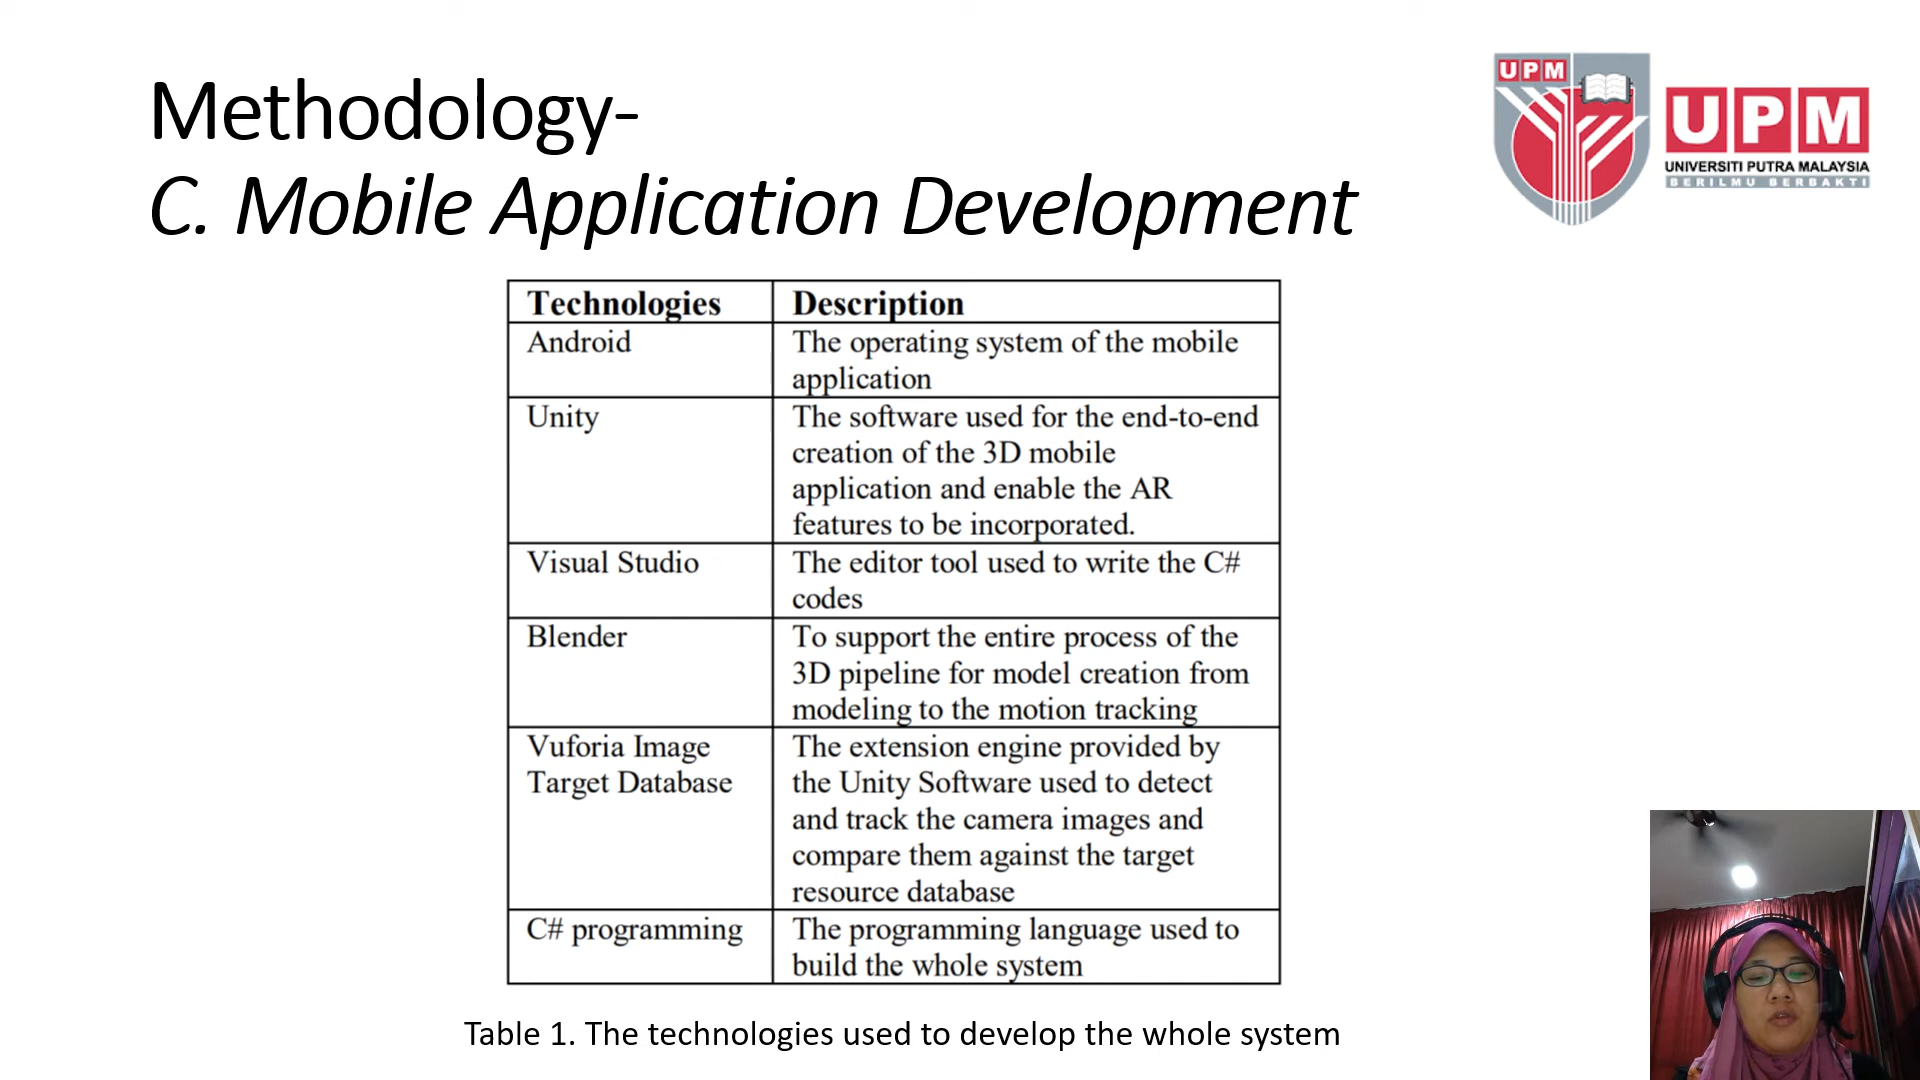 Methodology-
C. Mobile Application Development
UPM
UPM
UNIVERSITI PUTRA MALAYSIA
BERILMU BERBAKTI
Technologies Description
Android The operating system of the mobile
application
Unity The software used for the end-to-end
creation of the 3D mobile
application and enable the AR
features to be incorporated.
Visual Studio The editor tool used to write the C#
codes
Blender To support the entire process of the
3D pipeline for model creation from
modeling to the motion tracking
Vuforia Image The extension engine provided by
Target Database the Unity Software used to detect
and track the camera images and
compare them against the target
resource database
C# programming The programming language used to
build the whole system
Table 1. The technologies used to develop the whole system